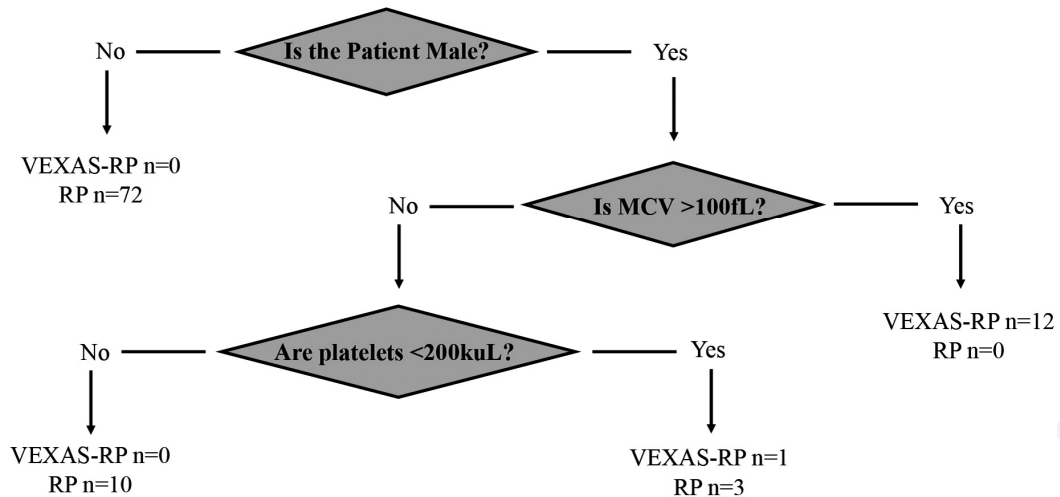 No
Is the Patient Male?
Yes
VEXAS-RP n=0
RP n=72
No
Is MCV >100fL?
Yes
VEXAS-RP n=12
RP n=0
No
Are platelets <200kuL?
Yes
VEXAS-RP n=0
RP n=10
VEXAS-RP n=1
RP n=3